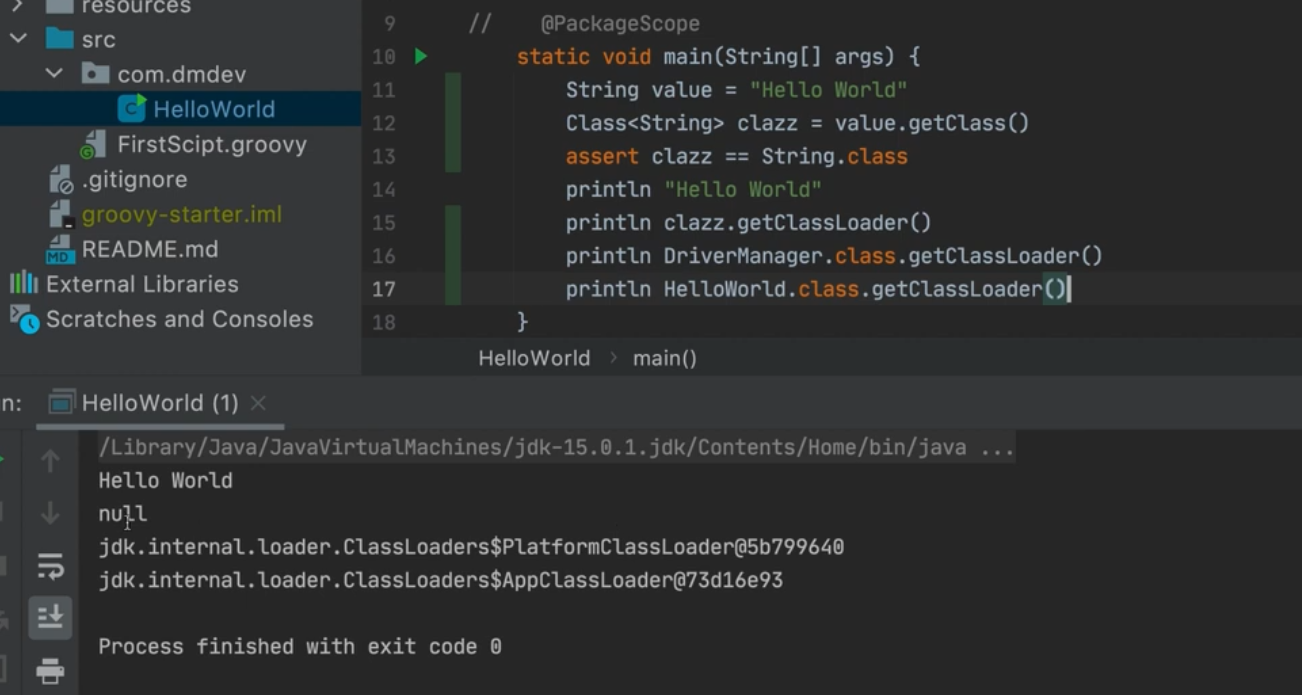 resources
src
com.dmdev
HelloWorld
FirstScipt.groovy
.gitignore
groovy-starter.iml
MD README.md
External Libraries
Scratches and Consoles
9 // @PackageScope
10 static void main(String[] args) {
11 String value = "Hello World"
12 Class<String> clazz = value.getClass()
13 assert clazz == String.class
14 println "Hello World"
15 println clazz.getClassLoader()
16 println DriverManager.class.getClassLoader()
17 println HelloWorld.class.getClassLoader()
18 }
HelloWorld > main()
n: HelloWorld (1)
/Library/Java/JavaVirtualMachines/jdk-15.0.1.jdk/Contents/Home/bin/java ...
Hello World
null
jdk.internal.loader.ClassLoaders$PlatformClassLoader@5b799640
jdk.internal.loader.ClassLoaders$AppClassLoader@73d16e93
Process finished with exit code 0